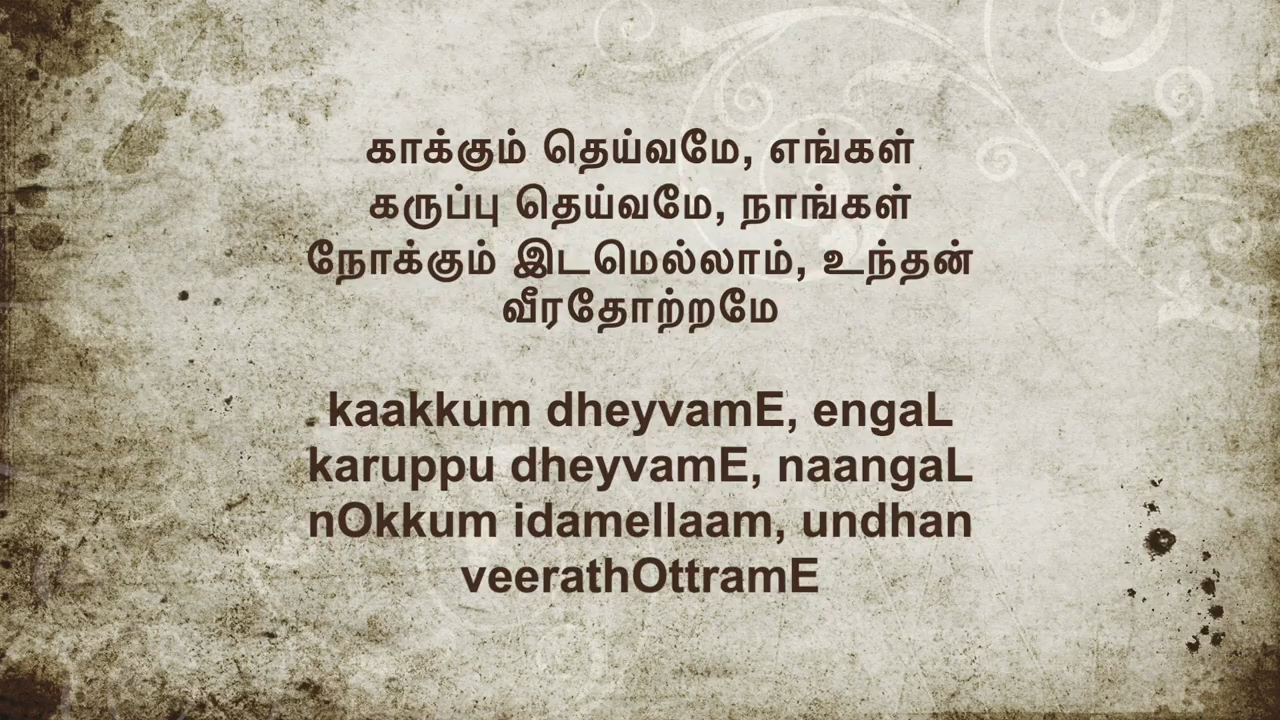 காக்கும் தெய்வமே, எங்கள்
கருப்பு தெய்வமே, நாங்கள்
நோக்கும் இடமெல்லாம், உந்தன்
வீரதோற்றமே
kaakkum dheyvamE, engaL
karuppu dheyvamE, naangaL
nOkkum idamellaam, undhan
veerathOttramE